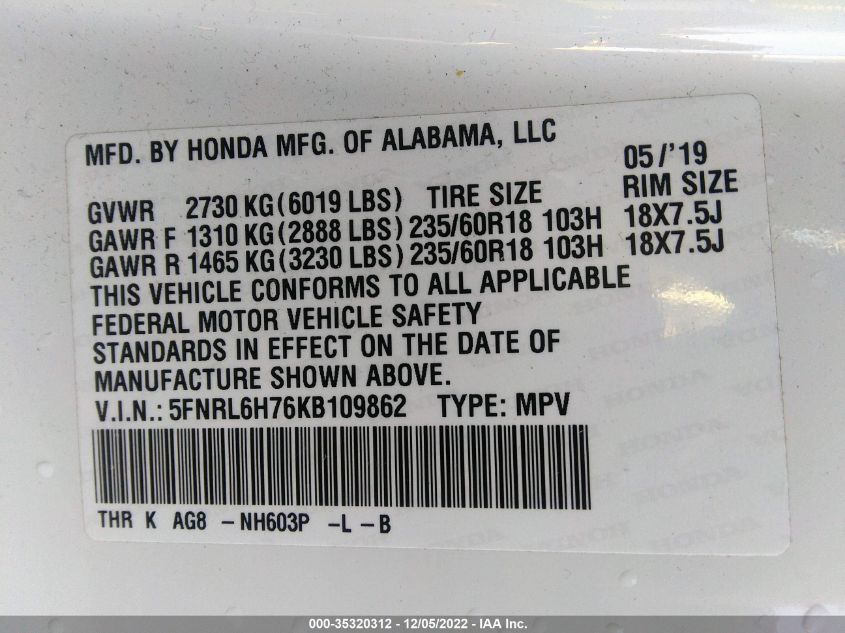 MFD. BY HONDA MFG. OF ALABAMA, LLC 05/'19
GVWR 2730 KG (6019 LBS) TIRE SIZE RIM SIZE
GAWR F 1310 KG (2888 LBS) 235/60R18 103H 18X7.5J
GAWR R 1465 KG (3230 LBS) 235/60R18 103H 18X7.5J
THIS VEHICLE CONFORMS TO ALL APPLICABLE
FEDERAL MOTOR VEHICLE SAFETY
STANDARDS IN EFFECT ON THE DATE OF
MANUFACTURE SHOWN ABOVE.
V.I.N.: 5FNRL6H76KB109862 TYPE: MPV
THR K AG8 -NH603P -L -B
HONDA
000-35320312 - 12/05/2022 - IAA Inc.